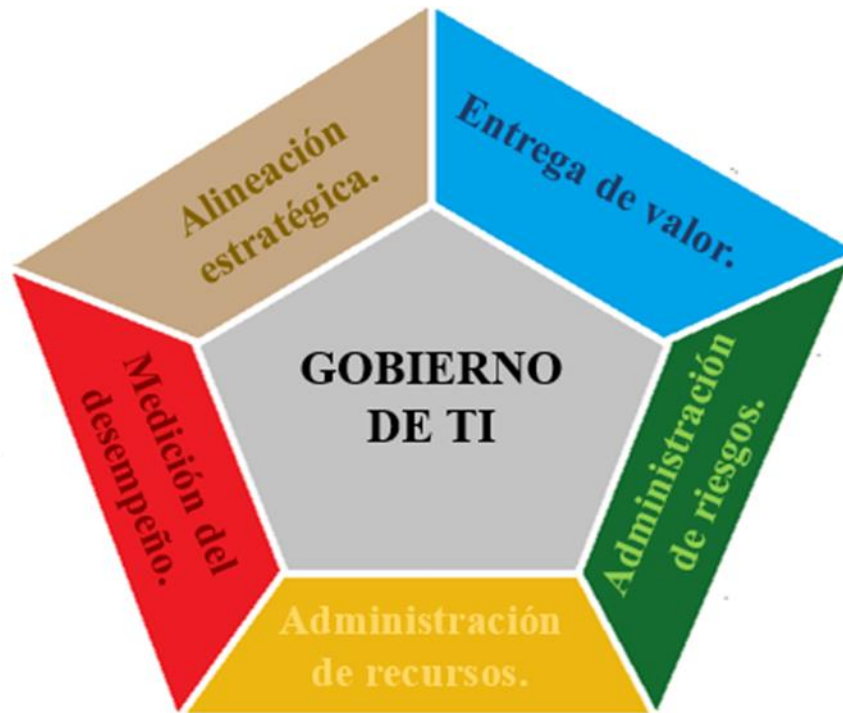 Alineación
estratégica.
Entrega de valor.
GOBIERNO
DE TI
Medición del
desempeño.
Administración
de riesgos.
Administración
de recursos.